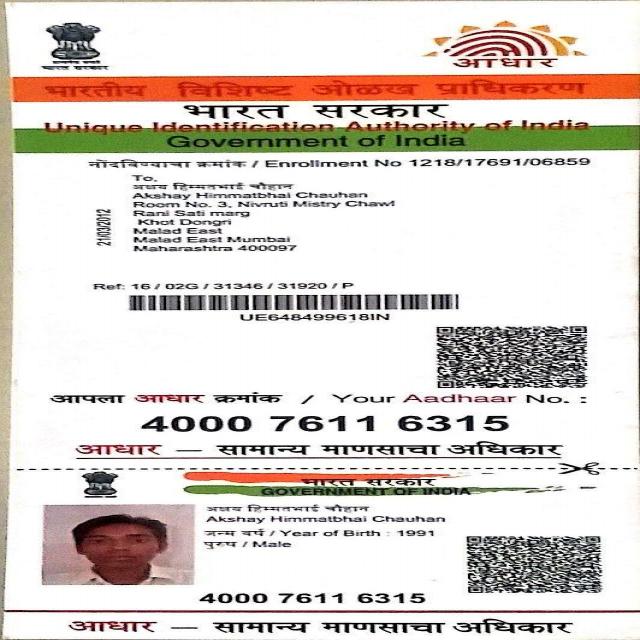 भारत सरकार
आधार
भारतीय विशिष्ट ओळख प्राधिकरण
भारत सरकार
Unique Identification Authority of India
Government of India
नोंदविण्याचा क्रमांक / Enrollment No 1218/17691/06859
To,
अक्षय हिम्मतभाई चौहान
Akshay Himmatbhai Chauhan
Room No. 3, Nivruti Mistry Chawl
Rani Sati marg
Khot Dongri
Malad East
Malad East Mumbai
Maharashtra 400097
21/03/2012
Ref: 16 / 02G / 31346 / 31920 / P
UE648499618IN
आपला आधार क्रमांक / Your Aadhaar No. :
4000 7611 6315
आधार — सामान्य माणसाचा अधिकार
भारत सरकार
GOVERNMENT OF INDIA
अक्षय हिम्मतभाई चौहान
Akshay Himmatbhai Chauhan
जन्म वर्ष / Year of Birth : 1991
पुरुष / Male
4000 7611 6315
आधार — सामान्य माणसाचा अधिकार